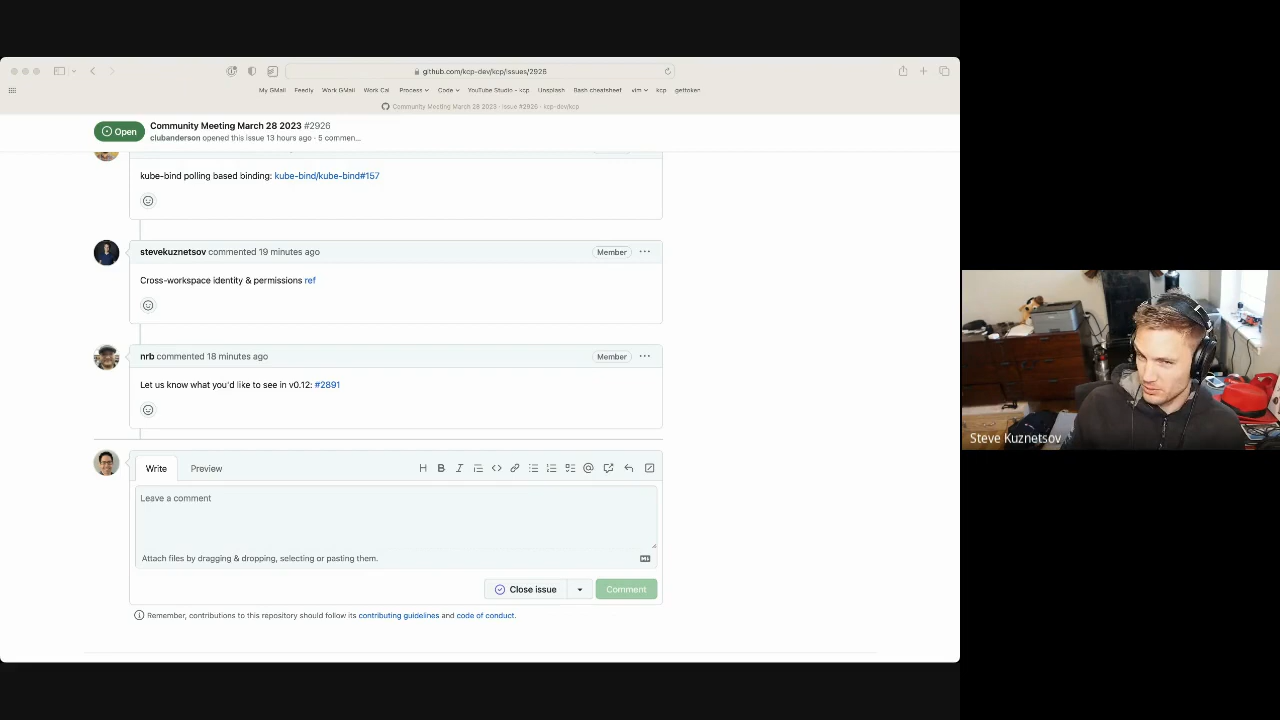 github.com/kcp-dev/kcp/issues/2926
My GMail Feedly Work GMail Work Cal Process Code YouTube Studio - kcp Unsplash Bash cheatsheet vim kcp gettoken
Community Meeting March 28 2023 · Issue #2926 · kcp-dev/kcp
Open
Community Meeting March 28 2023 #2926
clubanderson opened this issue 13 hours ago · 5 commen...
kube-bind polling based binding: kube-bind/kube-bind#157
stevekuznetsov commented 19 minutes ago Member
Cross-workspace identity & permissions ref
nrb commented 18 minutes ago Member
Let us know what you'd like to see in v0.12: #2891
Write Preview
Leave a comment
Attach files by dragging & dropping, selecting or pasting them.
Close issue Comment
Remember, contributions to this repository should follow its contributing guidelines and code of conduct.
Steve Kuznetsov